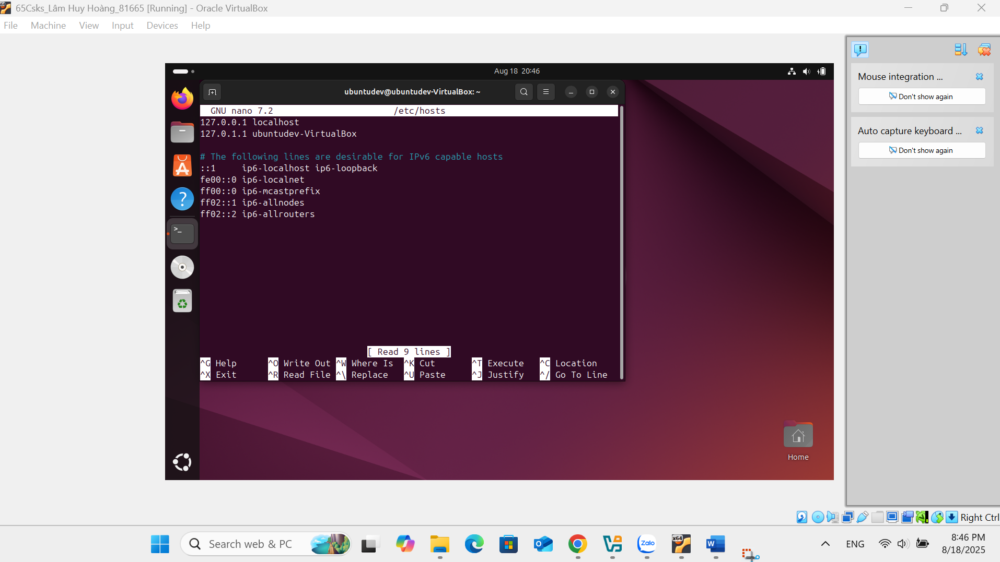 65Csks_Lâm Huy Hoàng_81665 [Running] - Oracle VirtualBox
File Machine View Input Devices Help
Aug 18 20:46
ubuntudev@ubuntudev-VirtualBox: ~
GNU nano 7.2 /etc/hosts
127.0.0.1 localhost
127.0.1.1 ubuntudev-VirtualBox
# The following lines are desirable for IPv6 capable hosts
::1 ip6-localhost ip6-loopback
fe00::0 ip6-localnet
ff00::0 ip6-mcastprefix
ff02::1 ip6-allnodes
ff02::2 ip6-allrouters
[ Read 9 lines ]
^G Help ^O Write Out ^W Where Is ^K Cut ^T Execute ^C Location
^X Exit ^R Read File ^\ Replace ^U Paste ^J Justify ^/ Go To Line
Home
Mouse integration ...
Don't show again
Auto capture keyboard ...
Don't show again
Right Ctrl
Search web & PC
Zalo
x64
ENG
8:46 PM
8/18/2025